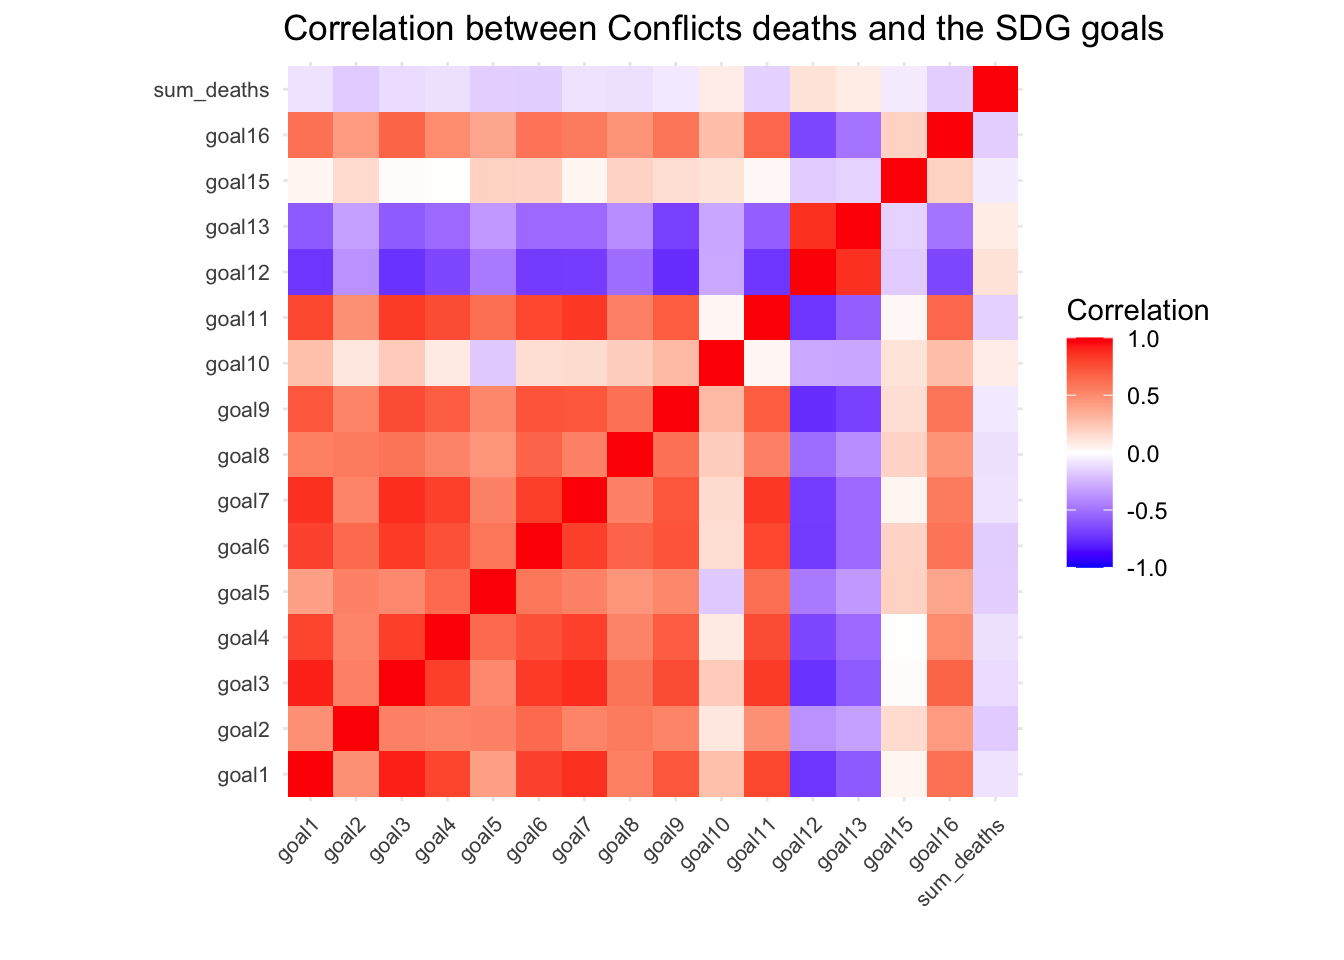 Correlation between Conflicts deaths and the SDG goals
sum_deaths
goal16
goal15
goal13
goal12
goal11
goal10
goal9
goal8
goal7
goal6
goal5
goal4
goal3
goal2
goal1
goal1
goal2
goal3
goal4
goal5
goal6
goal7
goal8
goal9
goal10
goal11
goal12
goal13
goal15
goal16
sum_deaths
Correlation
1.0
0.5
0.0
-0.5
-1.0